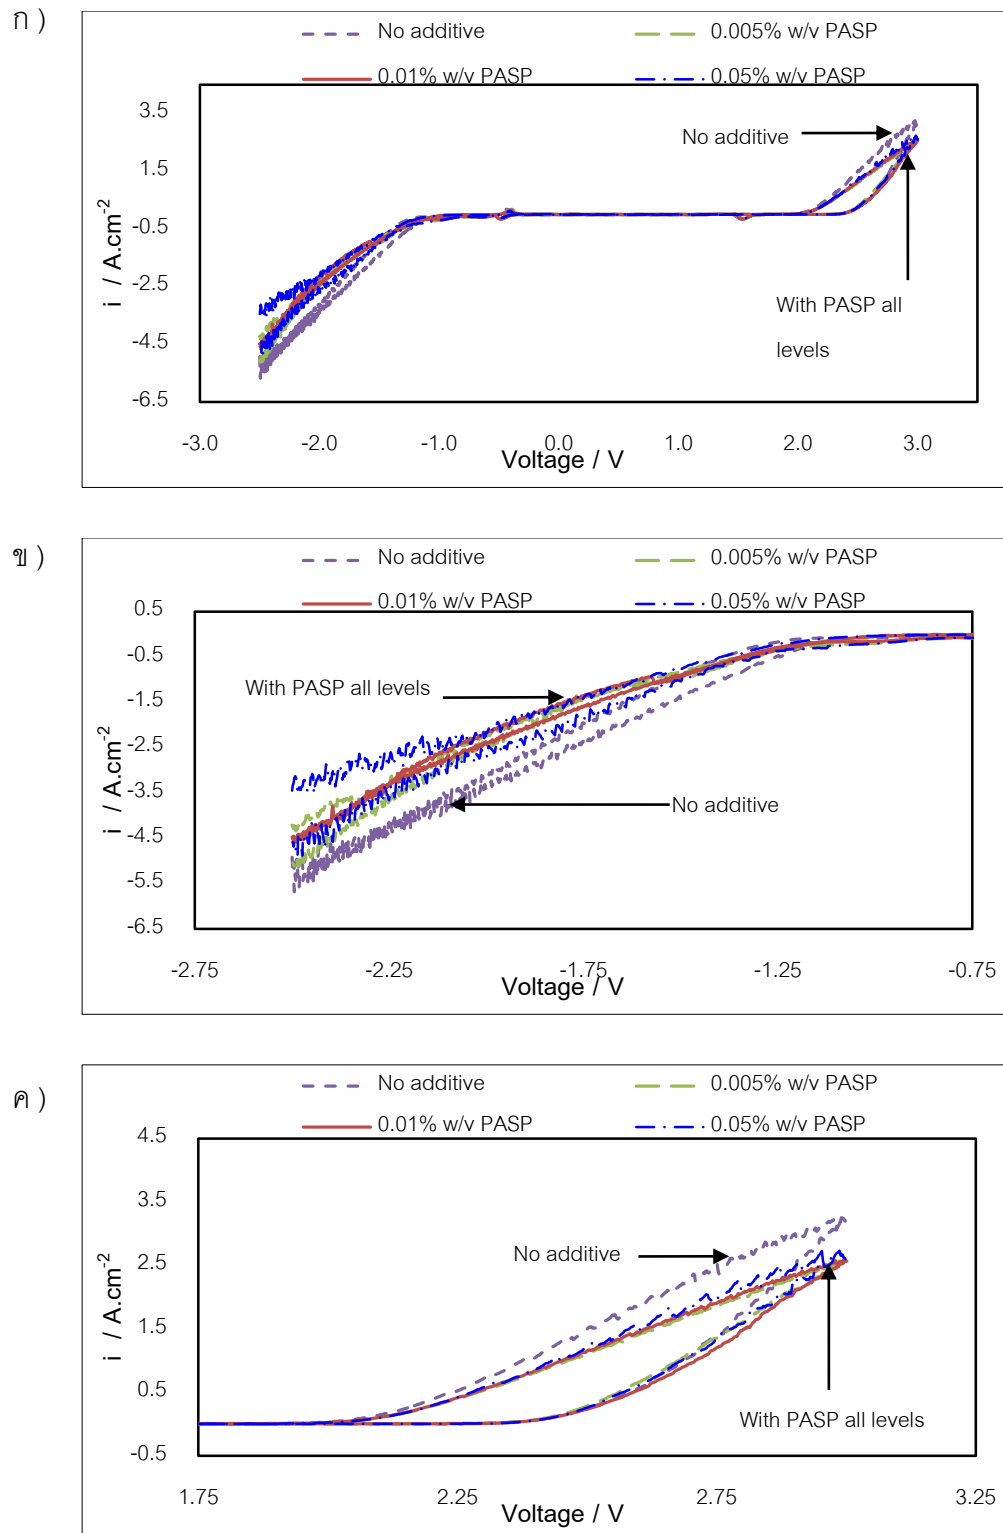 ก )
No additive 0.005% w/v PASP
0.01% w/v PASP 0.05% w/v PASP
3.5
1.5
-0.5
-2.5
-4.5
-6.5
i / A.cm-2
No additive
With PASP all
levels
-3.0 -2.0 -1.0 0.0 1.0 2.0 3.0
Voltage / V
ข )
No additive 0.005% w/v PASP
0.01% w/v PASP 0.05% w/v PASP
0.5
-0.5
-1.5
-2.5
-3.5
-4.5
-5.5
-6.5
i / A.cm-2
With PASP all levels
No additive
-2.75 -2.25 -1.75 -1.25 -0.75
Voltage / V
ค )
No additive 0.005% w/v PASP
0.01% w/v PASP 0.05% w/v PASP
4.5
3.5
2.5
1.5
0.5
-0.5
i / A.cm-2
No additive
With PASP all levels
1.75 2.25 2.75 3.25
Voltage / V